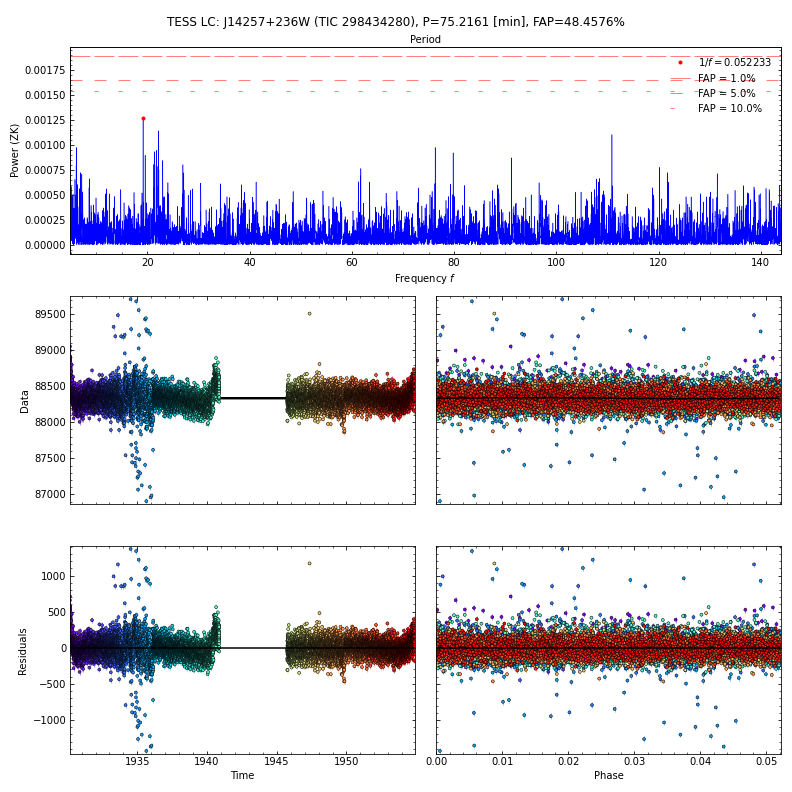 TESS LC: J14257+236W (TIC 298434280), P=75.2161 [min], FAP=48.4576%
Period
Power (ZK)
0.00175
0.00150
0.00125
0.00100
0.00075
0.00050
0.00025
0.00000
1/f = 0.052233
FAP = 1.0%
FAP = 5.0%
FAP = 10.0%
20 40 60 80 100 120 140
Frequency f
Data
89500
89000
88500
88000
87500
87000
Residuals
1000
500
0
−500
−1000
1935 1940 1945 1950
Time
0.00 0.01 0.02 0.03 0.04 0.05
Phase